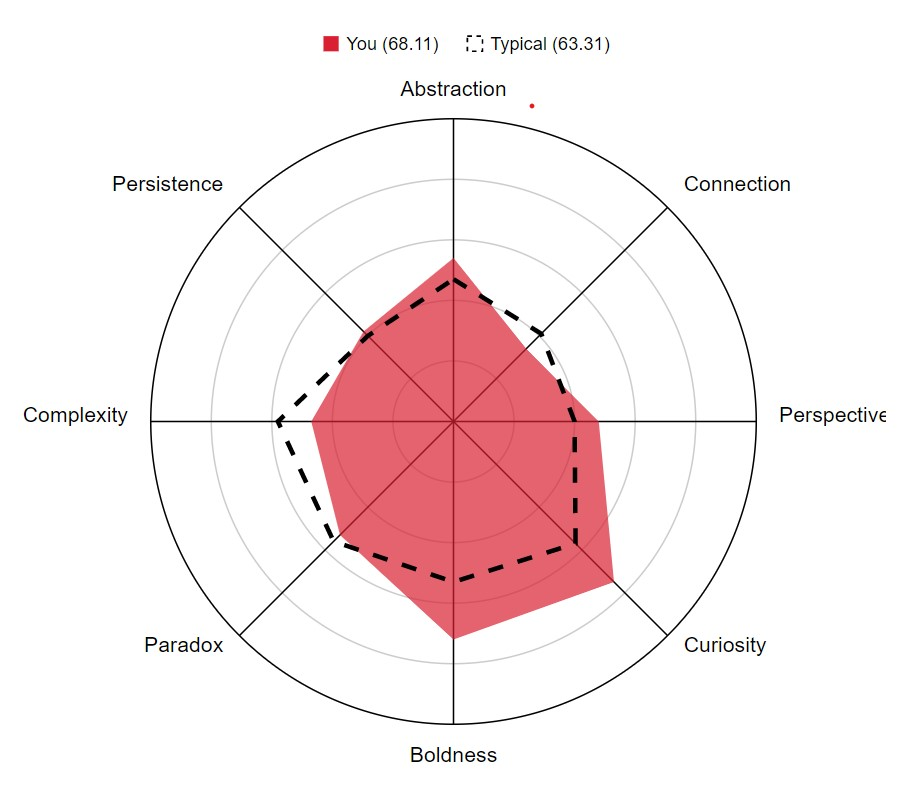 You (68.11) Typical (63.31)
Abstraction
Persistence
Connection
Complexity
Perspective
Paradox
Curiosity
Boldness